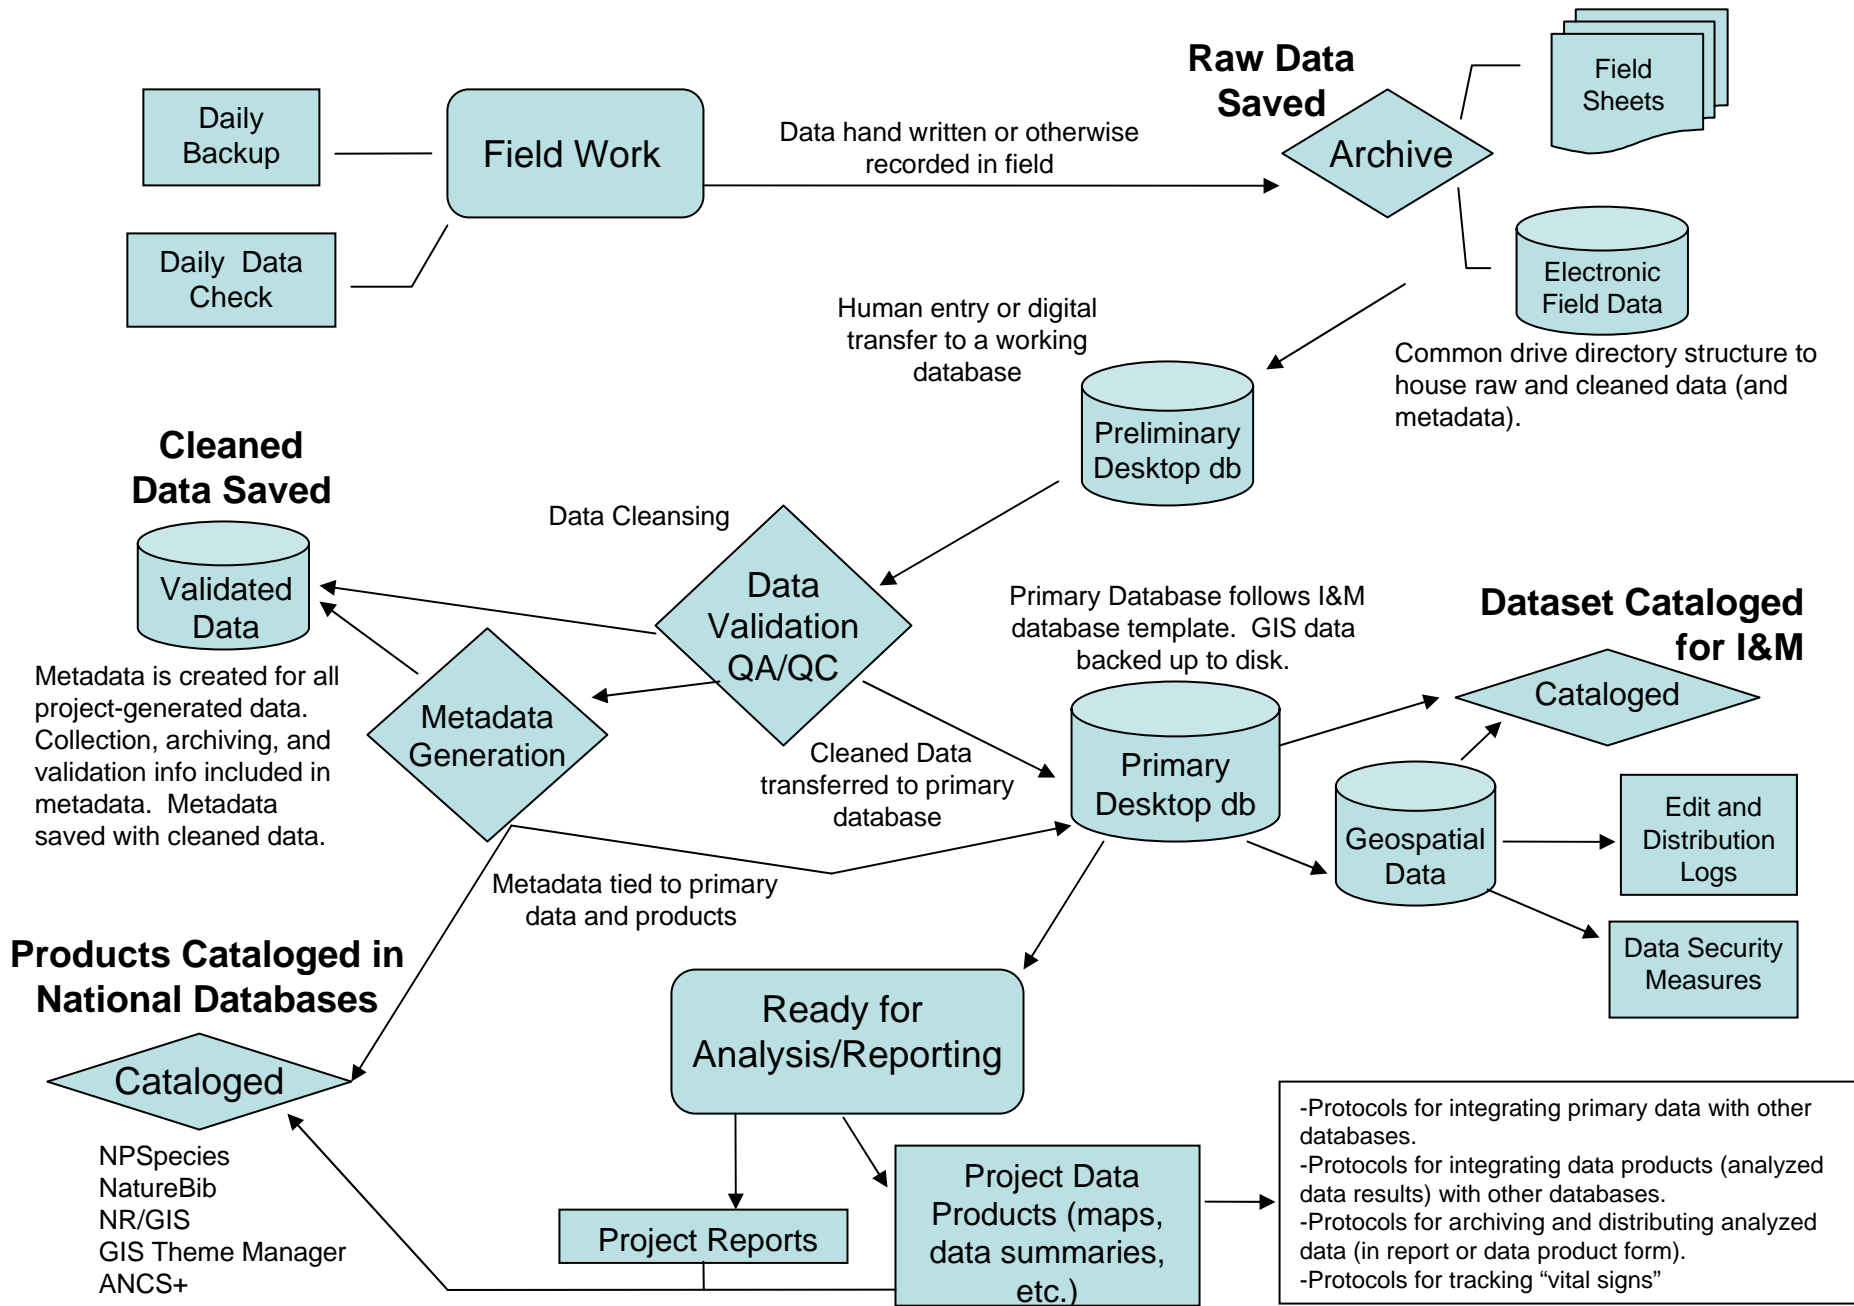 Raw Data
Saved
Field
Sheets
Daily
Backup
Field Work
Data hand written or otherwise
recorded in field
Archive
Daily  Data
Check
Electronic
Field Data
Human entry or digital
transfer to a working
database
Common drive directory structure to
house raw and cleaned data (and
metadata).
Preliminary
Desktop db
Cleaned
Data Saved
Data Cleansing
Validated
Data
Data
Validation
QA/QC
Primary Database follows I&M
database template.  GIS data
backed up to disk.
Dataset Cataloged
for I&M
Cataloged
Metadata is created for all
project-generated data.
Collection, archiving, and
validation info included in
metadata.  Metadata
saved with cleaned data.
Metadata
Generation
Cleaned Data
transferred to primary
database
Primary
Desktop db
Geospatial
Data
Edit and
Distribution
Logs
Metadata tied to primary
data and products
Data Security
Measures
Products Cataloged in
National Databases
Ready for
Analysis/Reporting
Cataloged
NPSpecies
NatureBib
NR/GIS
GIS Theme Manager
ANCS+
Project Reports
Project Data
Products (maps,
data summaries,
etc.)
-Protocols for integrating primary data with other
databases.
-Protocols for integrating data products (analyzed
data results) with other databases.
-Protocols for archiving and distributing analyzed
data (in report or data product form).
-Protocols for tracking “vital signs”